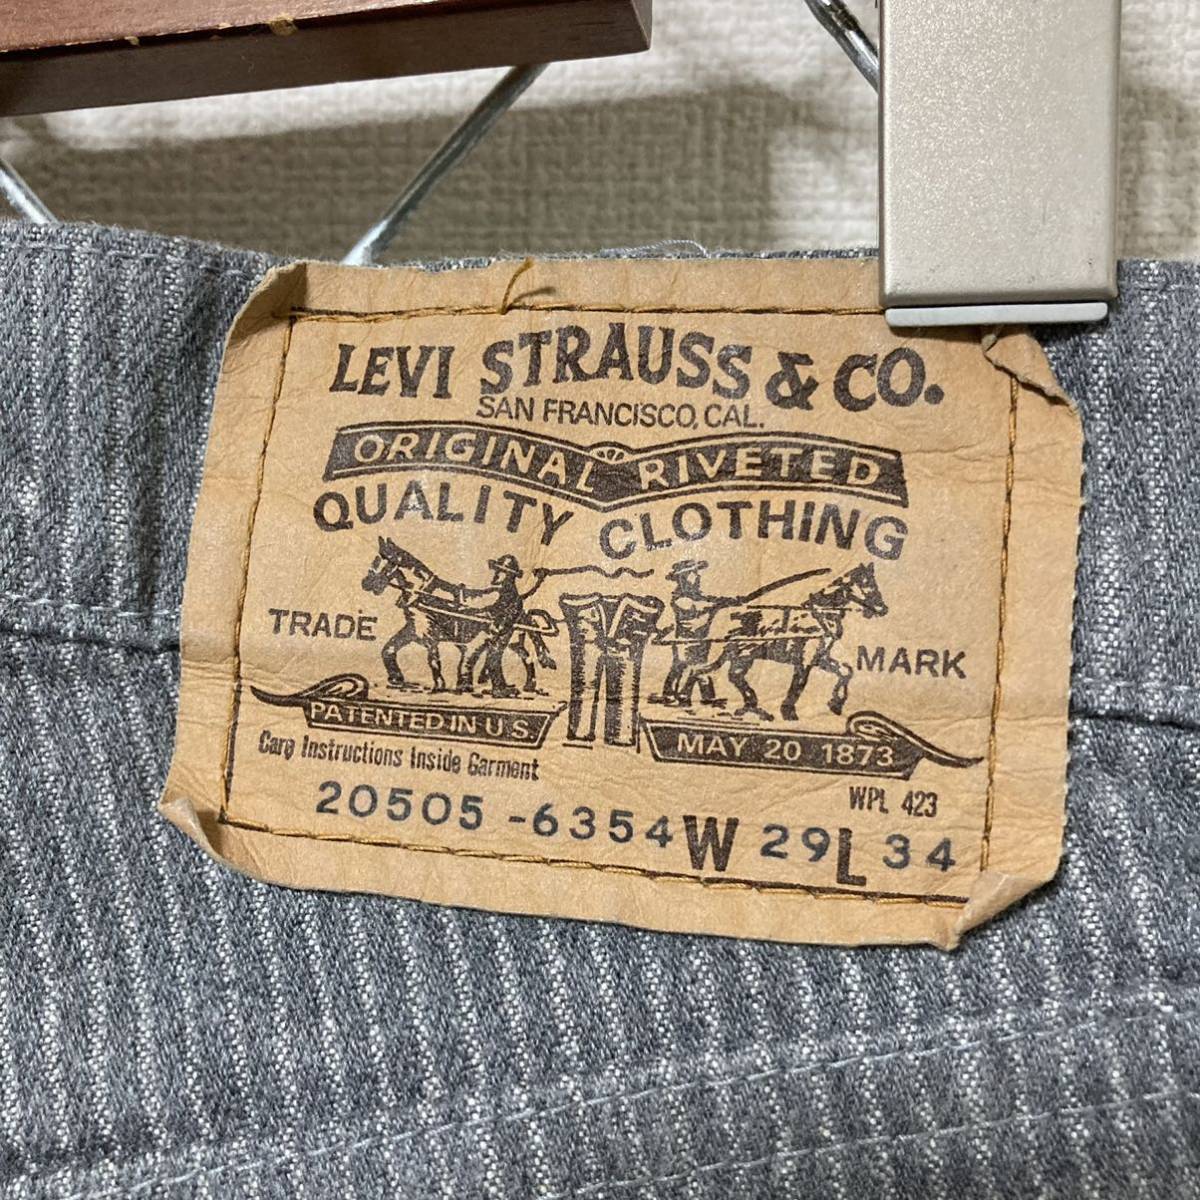 LEVI STRAUSS & CO.
SAN FRANCISCO, CAL.
ORIGINAL RIVETED
QUALITY CLOTHING
TRADE MARK
PATENTED IN U.S. MAY 20 1873
Care Instructions Inside Garment
WPL 423
20505 -6354 W 29 L 34